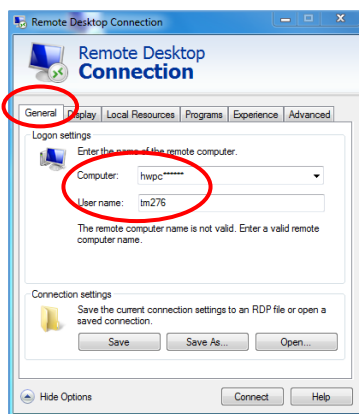 Remote Desktop Connection
Remote Desktop
Connection
General Display Local Resources Programs Experience Advanced
Logon settings
Enter the name of the remote computer.
Computer: hwpc******
User name: tm276
The remote computer name is not valid. Enter a valid remote
computer name.
Connection settings
Save the current connection settings to an RDP file or open a
saved connection.
Save Save As... Open...
Hide Options Connect Help